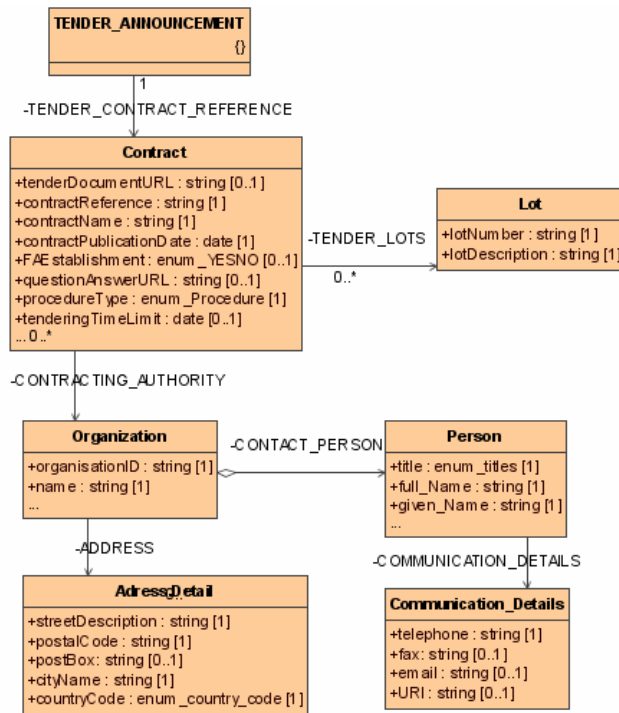 TENDER_ANNOUNCEMENT
{}
1
-TENDER_CONTRACT_REFERENCE
Contract
+tenderDocumentURL : string [0..1]
+contractReference : string [1]
+contractName : string [1]
+contractPublicationDate : date [1]
+FAEstablishment : enum_YESNO [0..1]
+questionAnswerURL : string [0..1]
+procedureType : enum_Procedure [1]
+tenderingTimeLimit : date [0..1]
... 0..*
-TENDER_LOTS
0..*
Lot
+lotNumber : string [1]
+lotDescription : string [1]
-CONTRACTING_AUTHORITY
Organization
+organisationID : string [1]
+name : string [1]
...
-CONTACT_PERSON
Person
+title : enum_titles [1]
+full_Name : string [1]
+given_Name : string [1]
...
-ADDRESS
-COMMUNICATION_DETAILS
AdressDetail
+streetDescription : string [1]
+postalCode : string [1]
+postBox : string [0..1]
+cityName : string [1]
+countryCode : enum_country_code [1]
Communication_Details
+telephone : string [1]
+fax : string [0..1]
+email : string [0..1]
+URI : string [0..1]